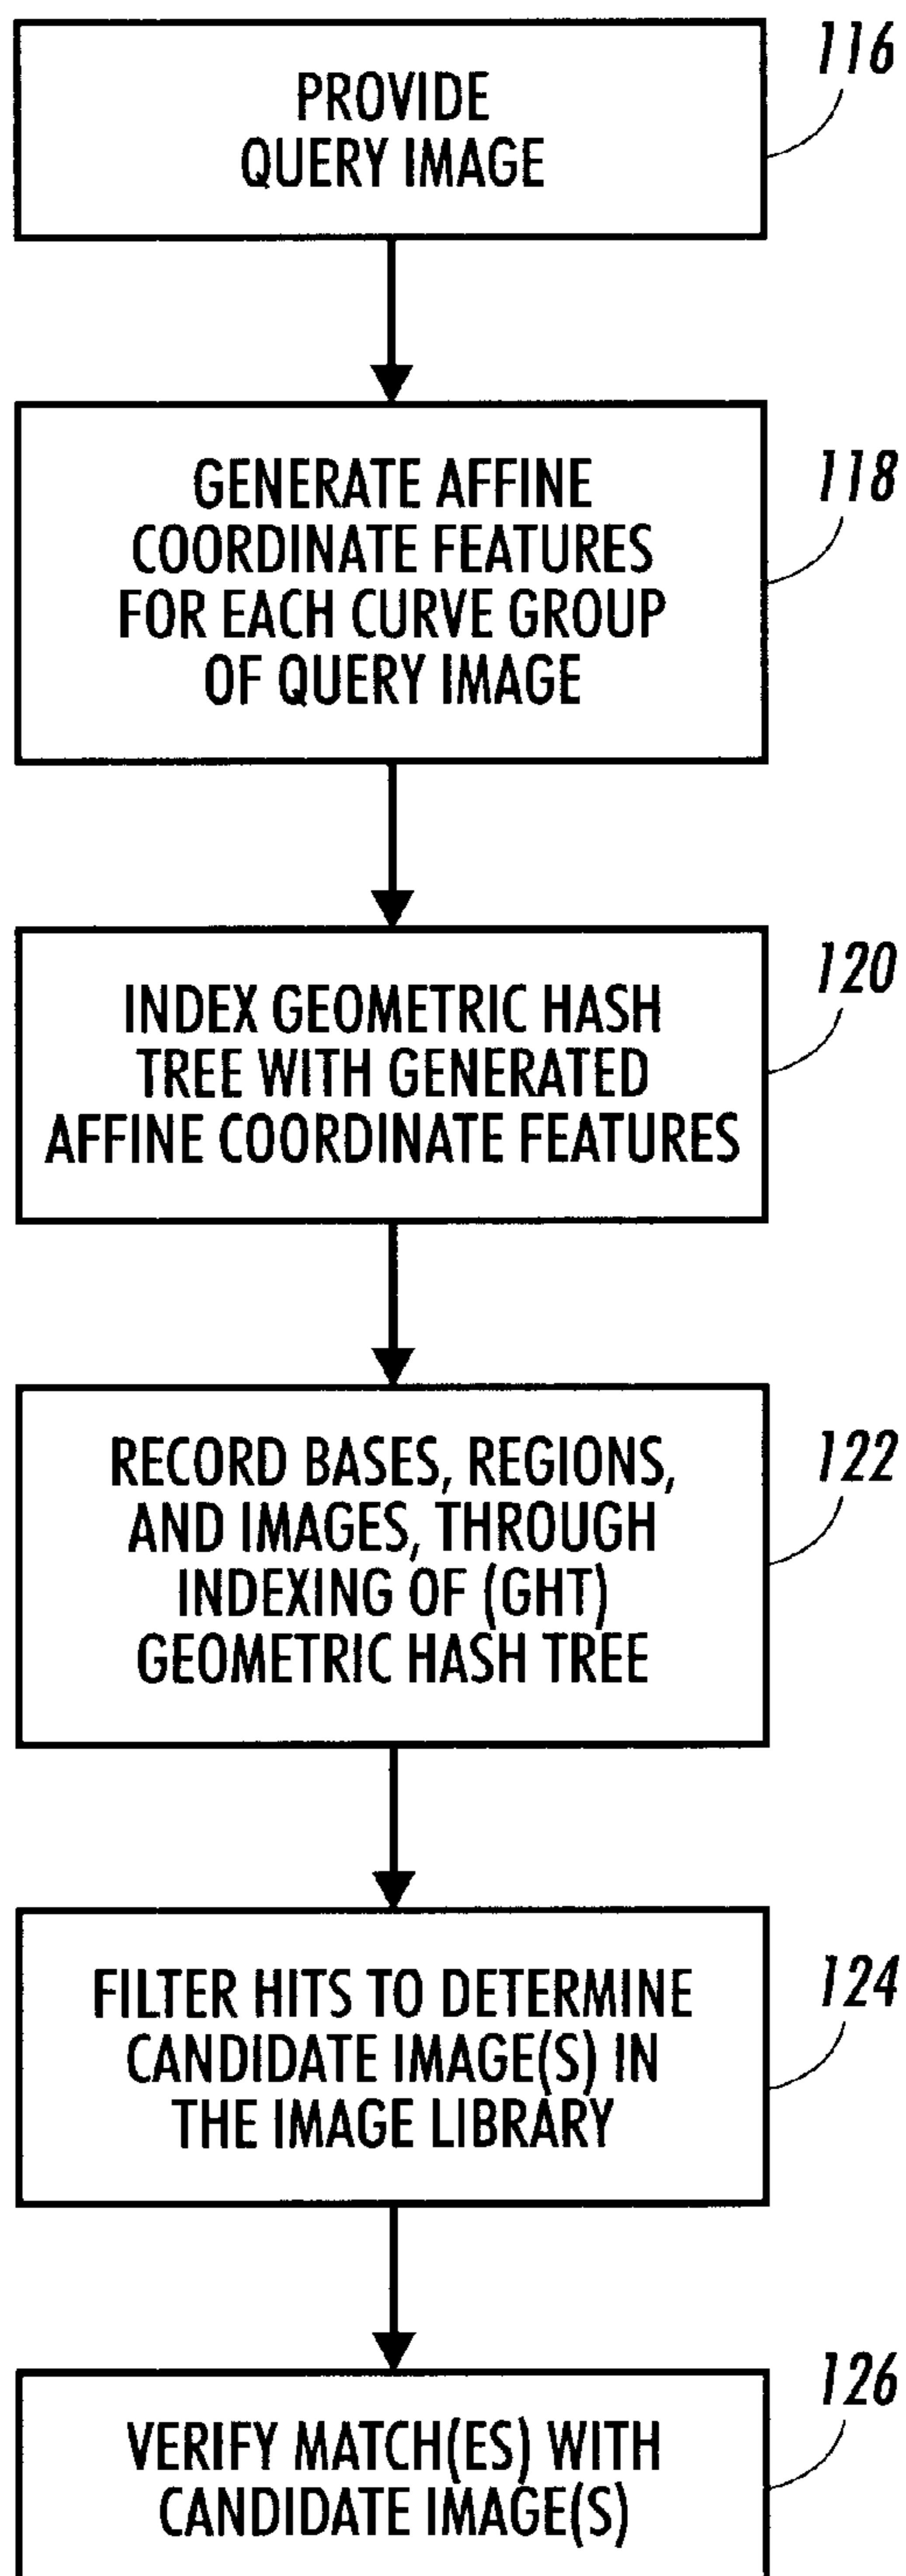 116
PROVIDE
QUERY IMAGE
118
GENERATE AFFINE
COORDINATE FEATURES
FOR EACH CURVE GROUP
OF QUERY IMAGE
120
INDEX GEOMETRIC HASH
TREE WITH GENERATED
AFFINE COORDINATE FEATURES
122
RECORD BASES, REGIONS,
AND IMAGES, THROUGH
INDEXING OF (GHT)
GEOMETRIC HASH TREE
124
FILTER HITS TO DETERMINE
CANDIDATE IMAGE(S) IN
THE IMAGE LIBRARY
126
VERIFY MATCH(ES) WITH
CANDIDATE IMAGE(S)